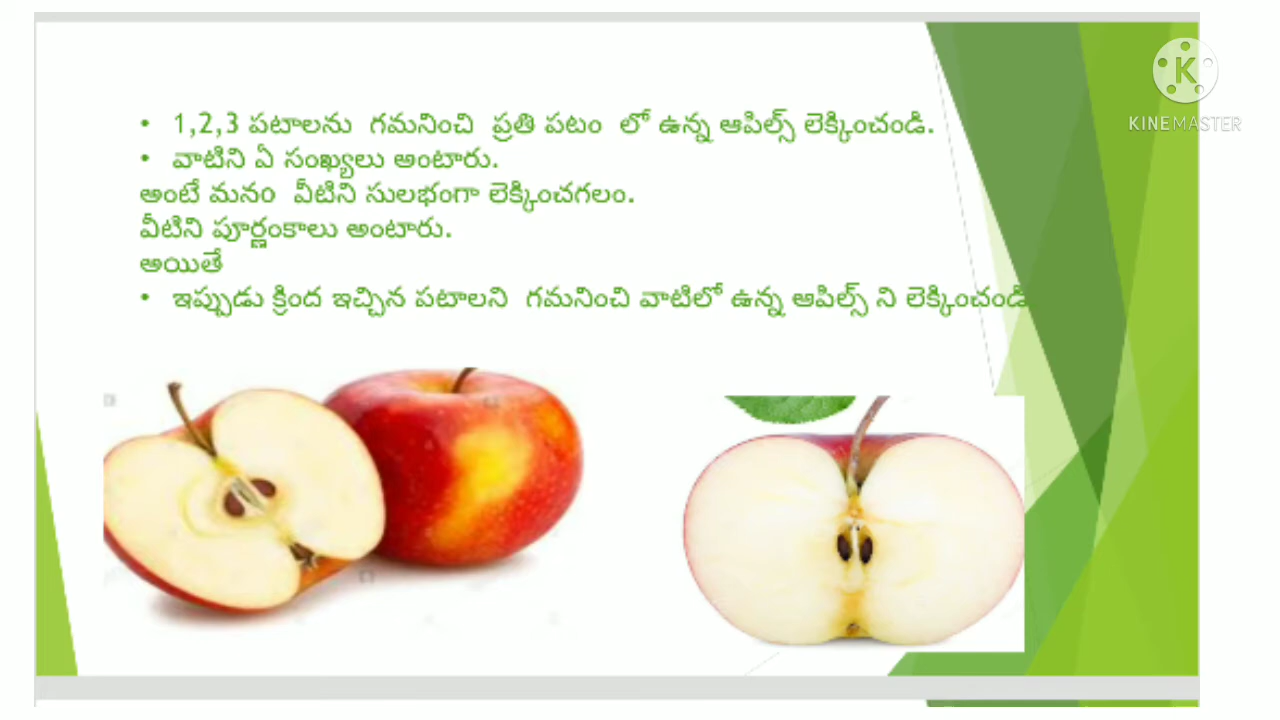 • 1,2,3 పటాలను గమనించి ప్రతి పటం లో ఉన్న ఆపిల్స్ లెక్కించండి.
• వాటిని ఏ సంఖ్యలు అంటారు.
అంటే మనం వీటిని సులభంగా లెక్కించగలం.
వీటిని పూర్ణంకాలు అంటారు.
అయితే
• ఇప్పుడు క్రింద ఇచ్చిన పటాలని గమనించి వాటిలో ఉన్న ఆపిల్స్ ని లెక్కించండి
K
KINEMASTER